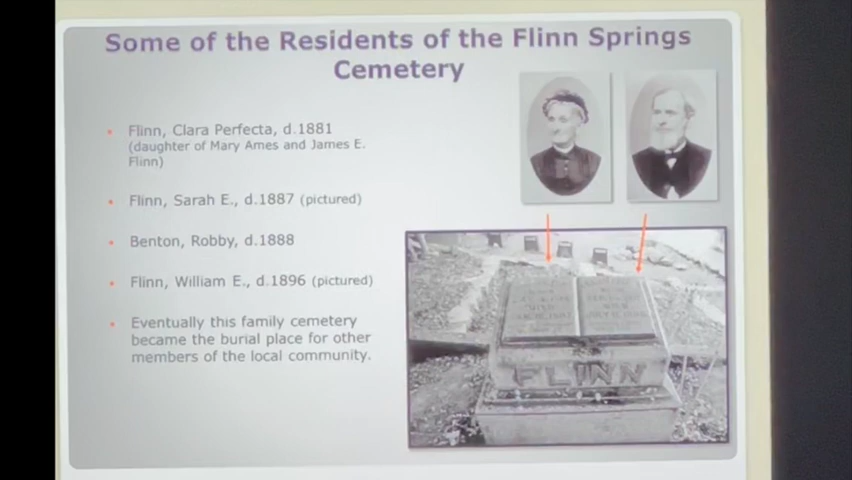 Some of the Residents of the Flinn Springs
Cemetery
Flinn, Clara Perfecta, d.1881
(daughter of Mary Ames and James E.
Flinn)
Flinn, Sarah E., d.1887 (pictured)
Benton, Robby, d.1888
Flinn, William E., d.1896 (pictured)
Eventually this family cemetery
became the burial place for other
members of the local community.
FLINN